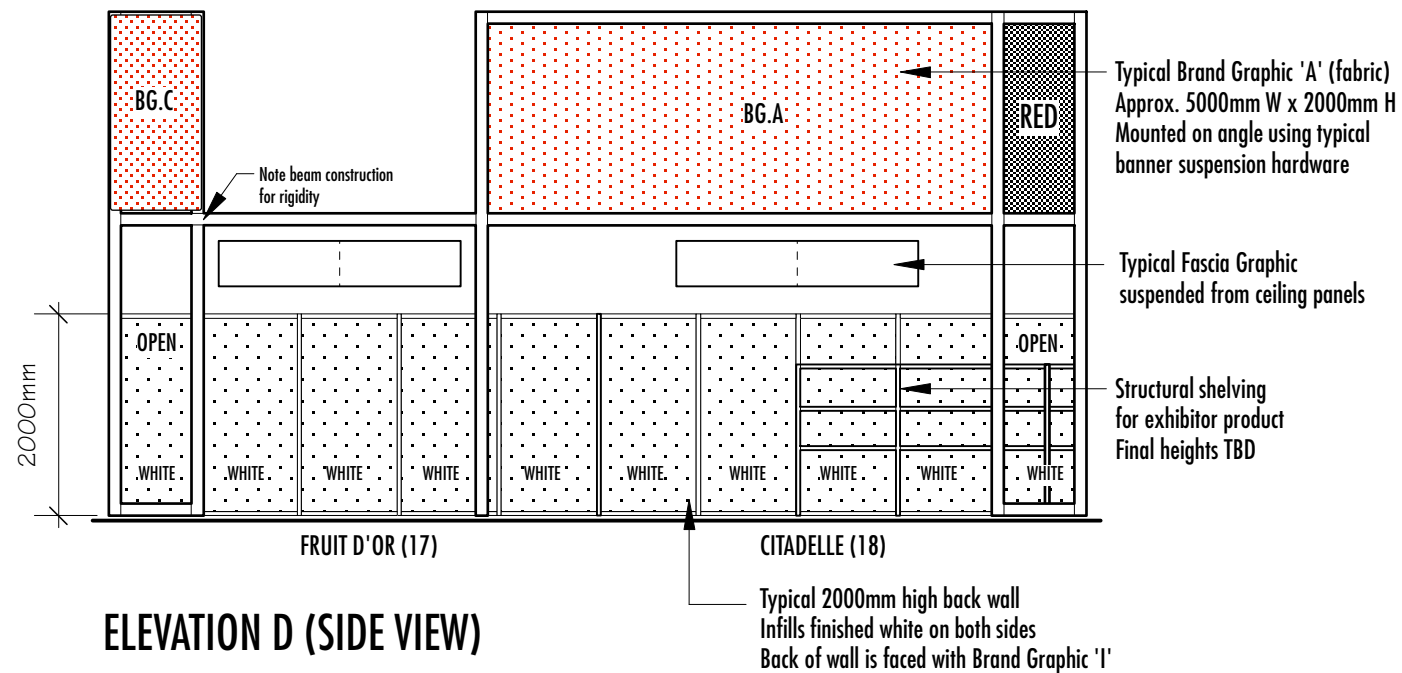 BG.C
BG.A
RED
Typical Brand Graphic 'A' (fabric)
Approx. 5000mm W x 2000mm H
Mounted on angle using typical
banner suspension hardware
Note beam construction
for rigidity
Typical Fascia Graphic
suspended from ceiling panels
2000mm
OPEN
OPEN
Structural shelving
for exhibitor product
Final heights TBD
WHITE WHITE WHITE WHITE WHITE WHITE WHITE WHITE WHITE WHITE
FRUIT D'OR (17)
CITADELLE (18)
Typical 2000mm high back wall
Infills finished white on both sides
Back of wall is faced with Brand Graphic 'I'
ELEVATION D (SIDE VIEW)